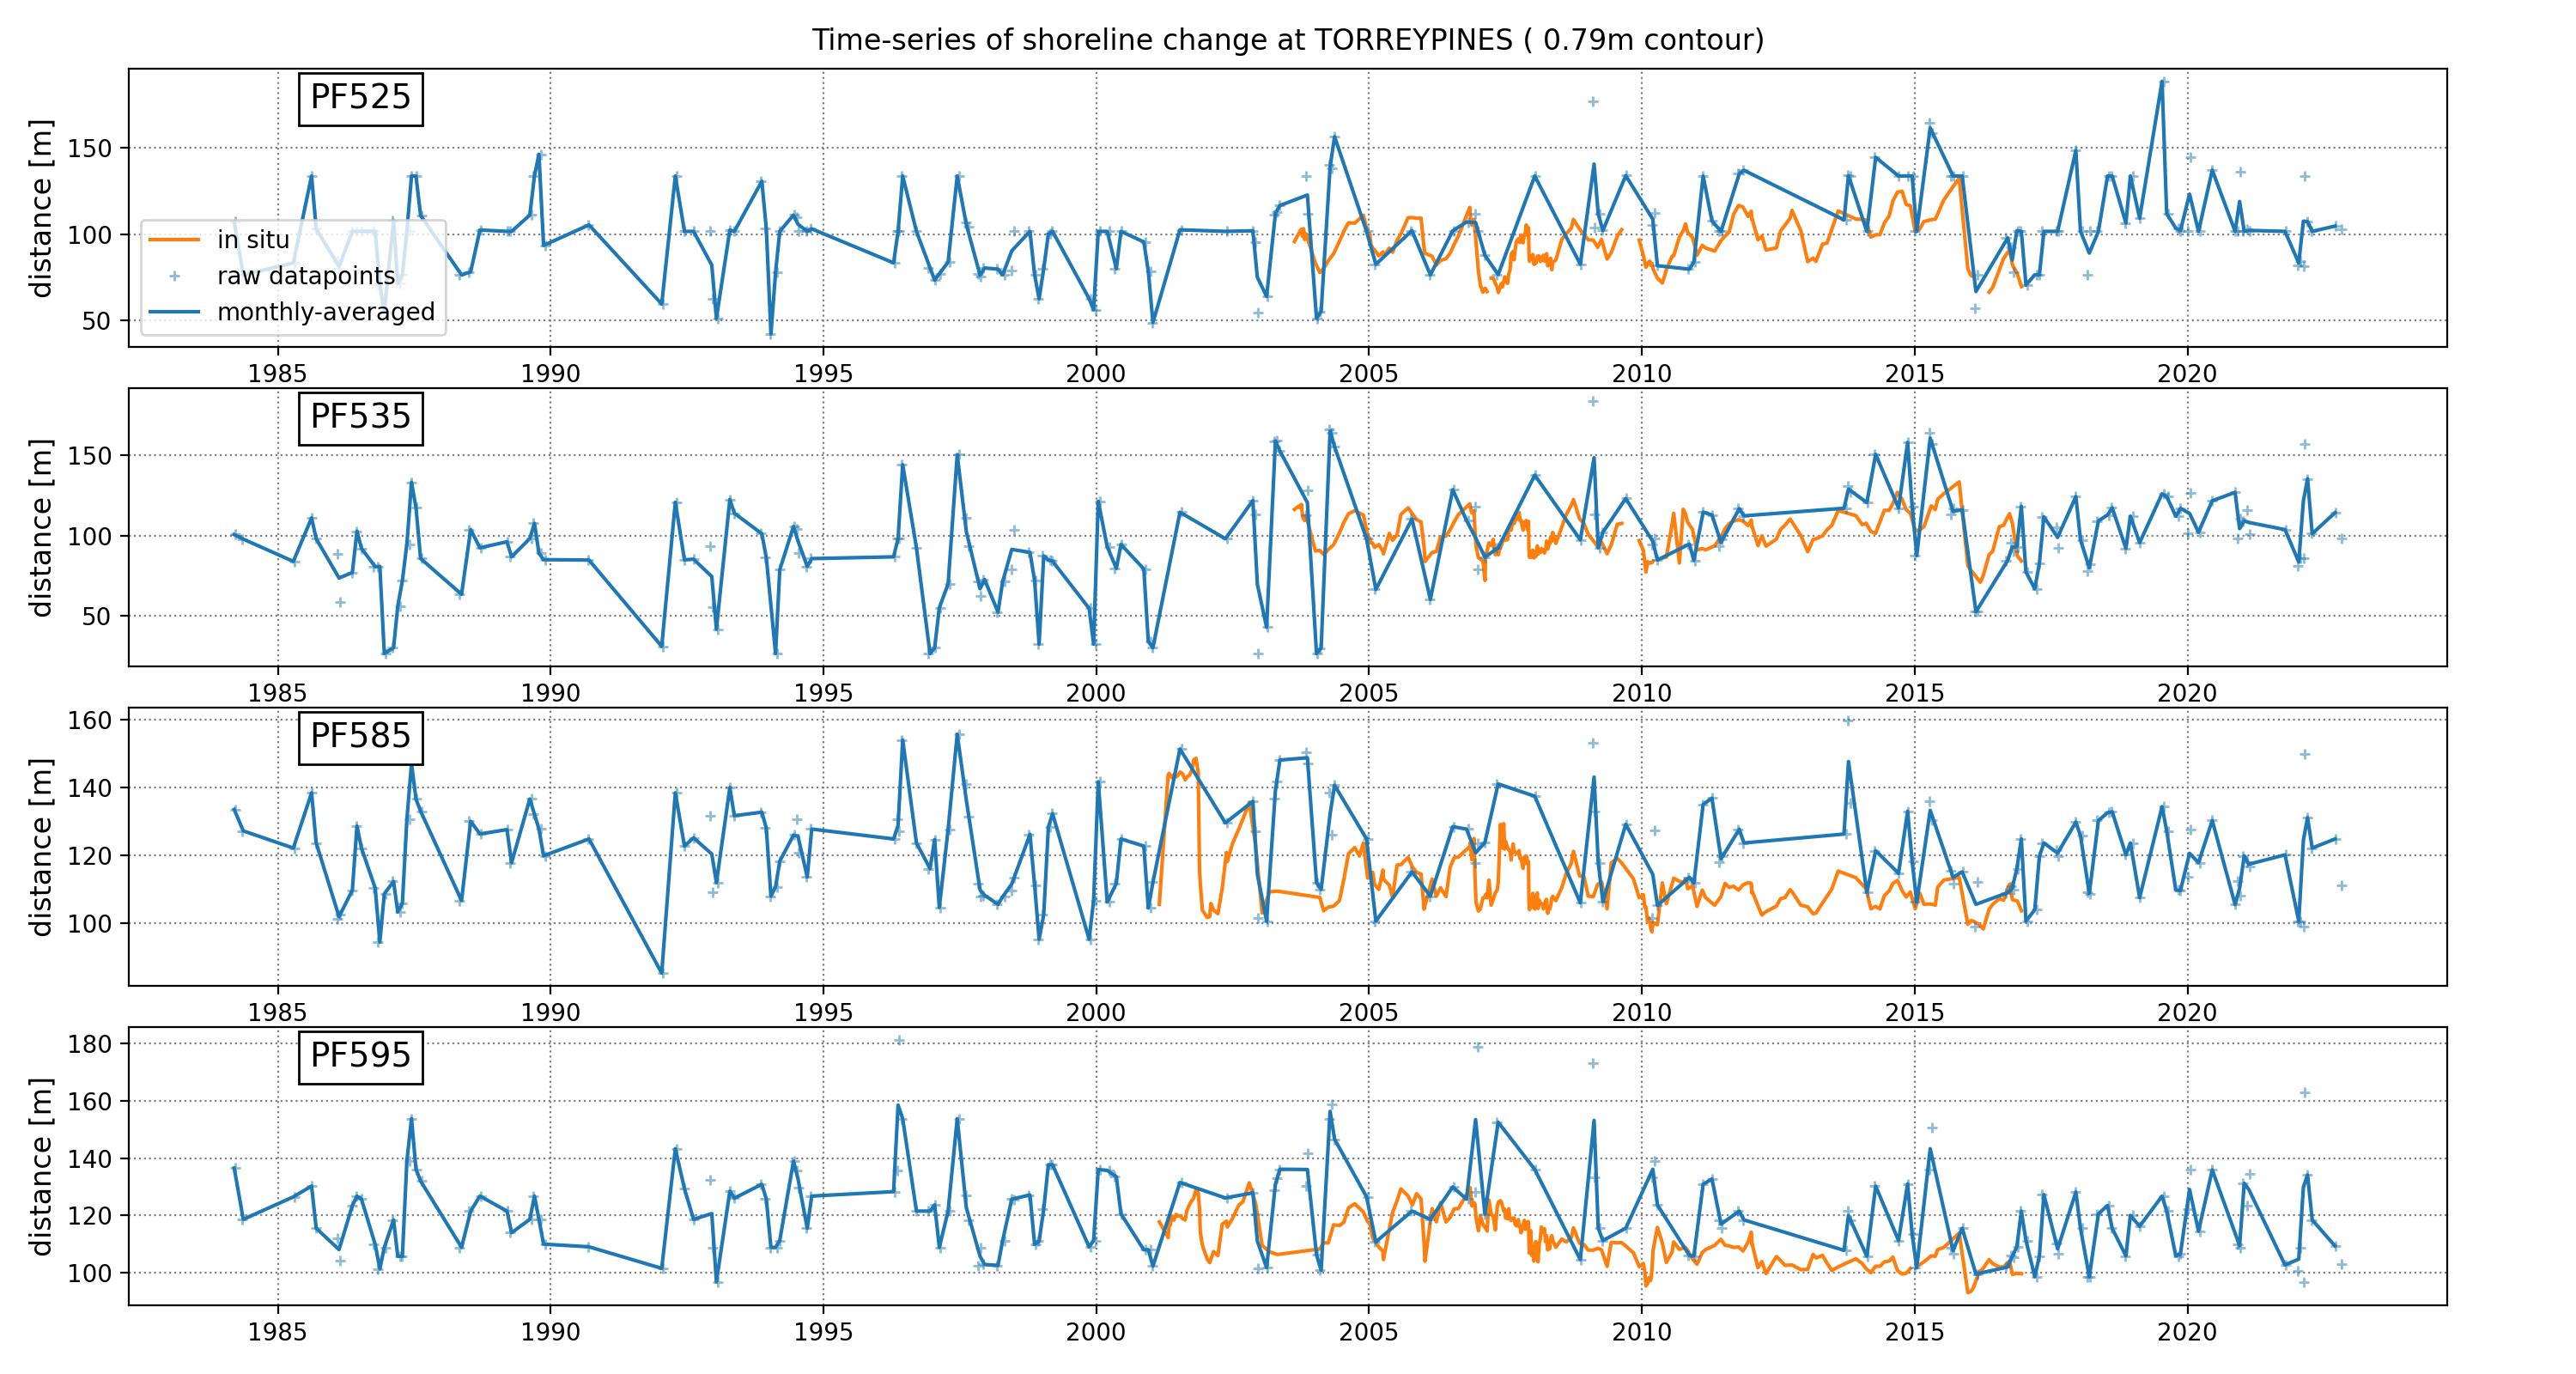 Time-series of shoreline change at TORREYPINES ( 0.79m contour)
PF525
distance [m]
150
100
50
in situ
raw datapoints
monthly-averaged
1985 1990 1995 2000 2005 2010 2015 2020
PF535
distance [m]
150
100
50
1985 1990 1995 2000 2005 2010 2015 2020
PF585
distance [m]
160
140
120
100
1985 1990 1995 2000 2005 2010 2015 2020
PF595
distance [m]
180
160
140
120
100
1985 1990 1995 2000 2005 2010 2015 2020